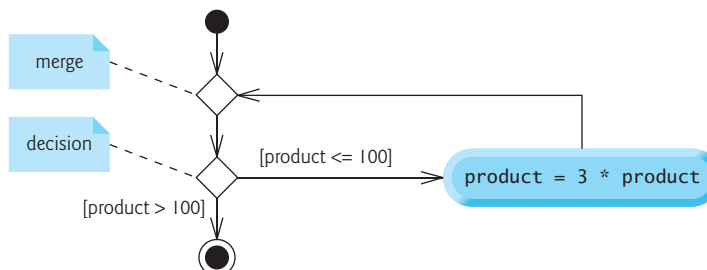 merge
decision
[product <= 100]
product = 3 * product
[product > 100]